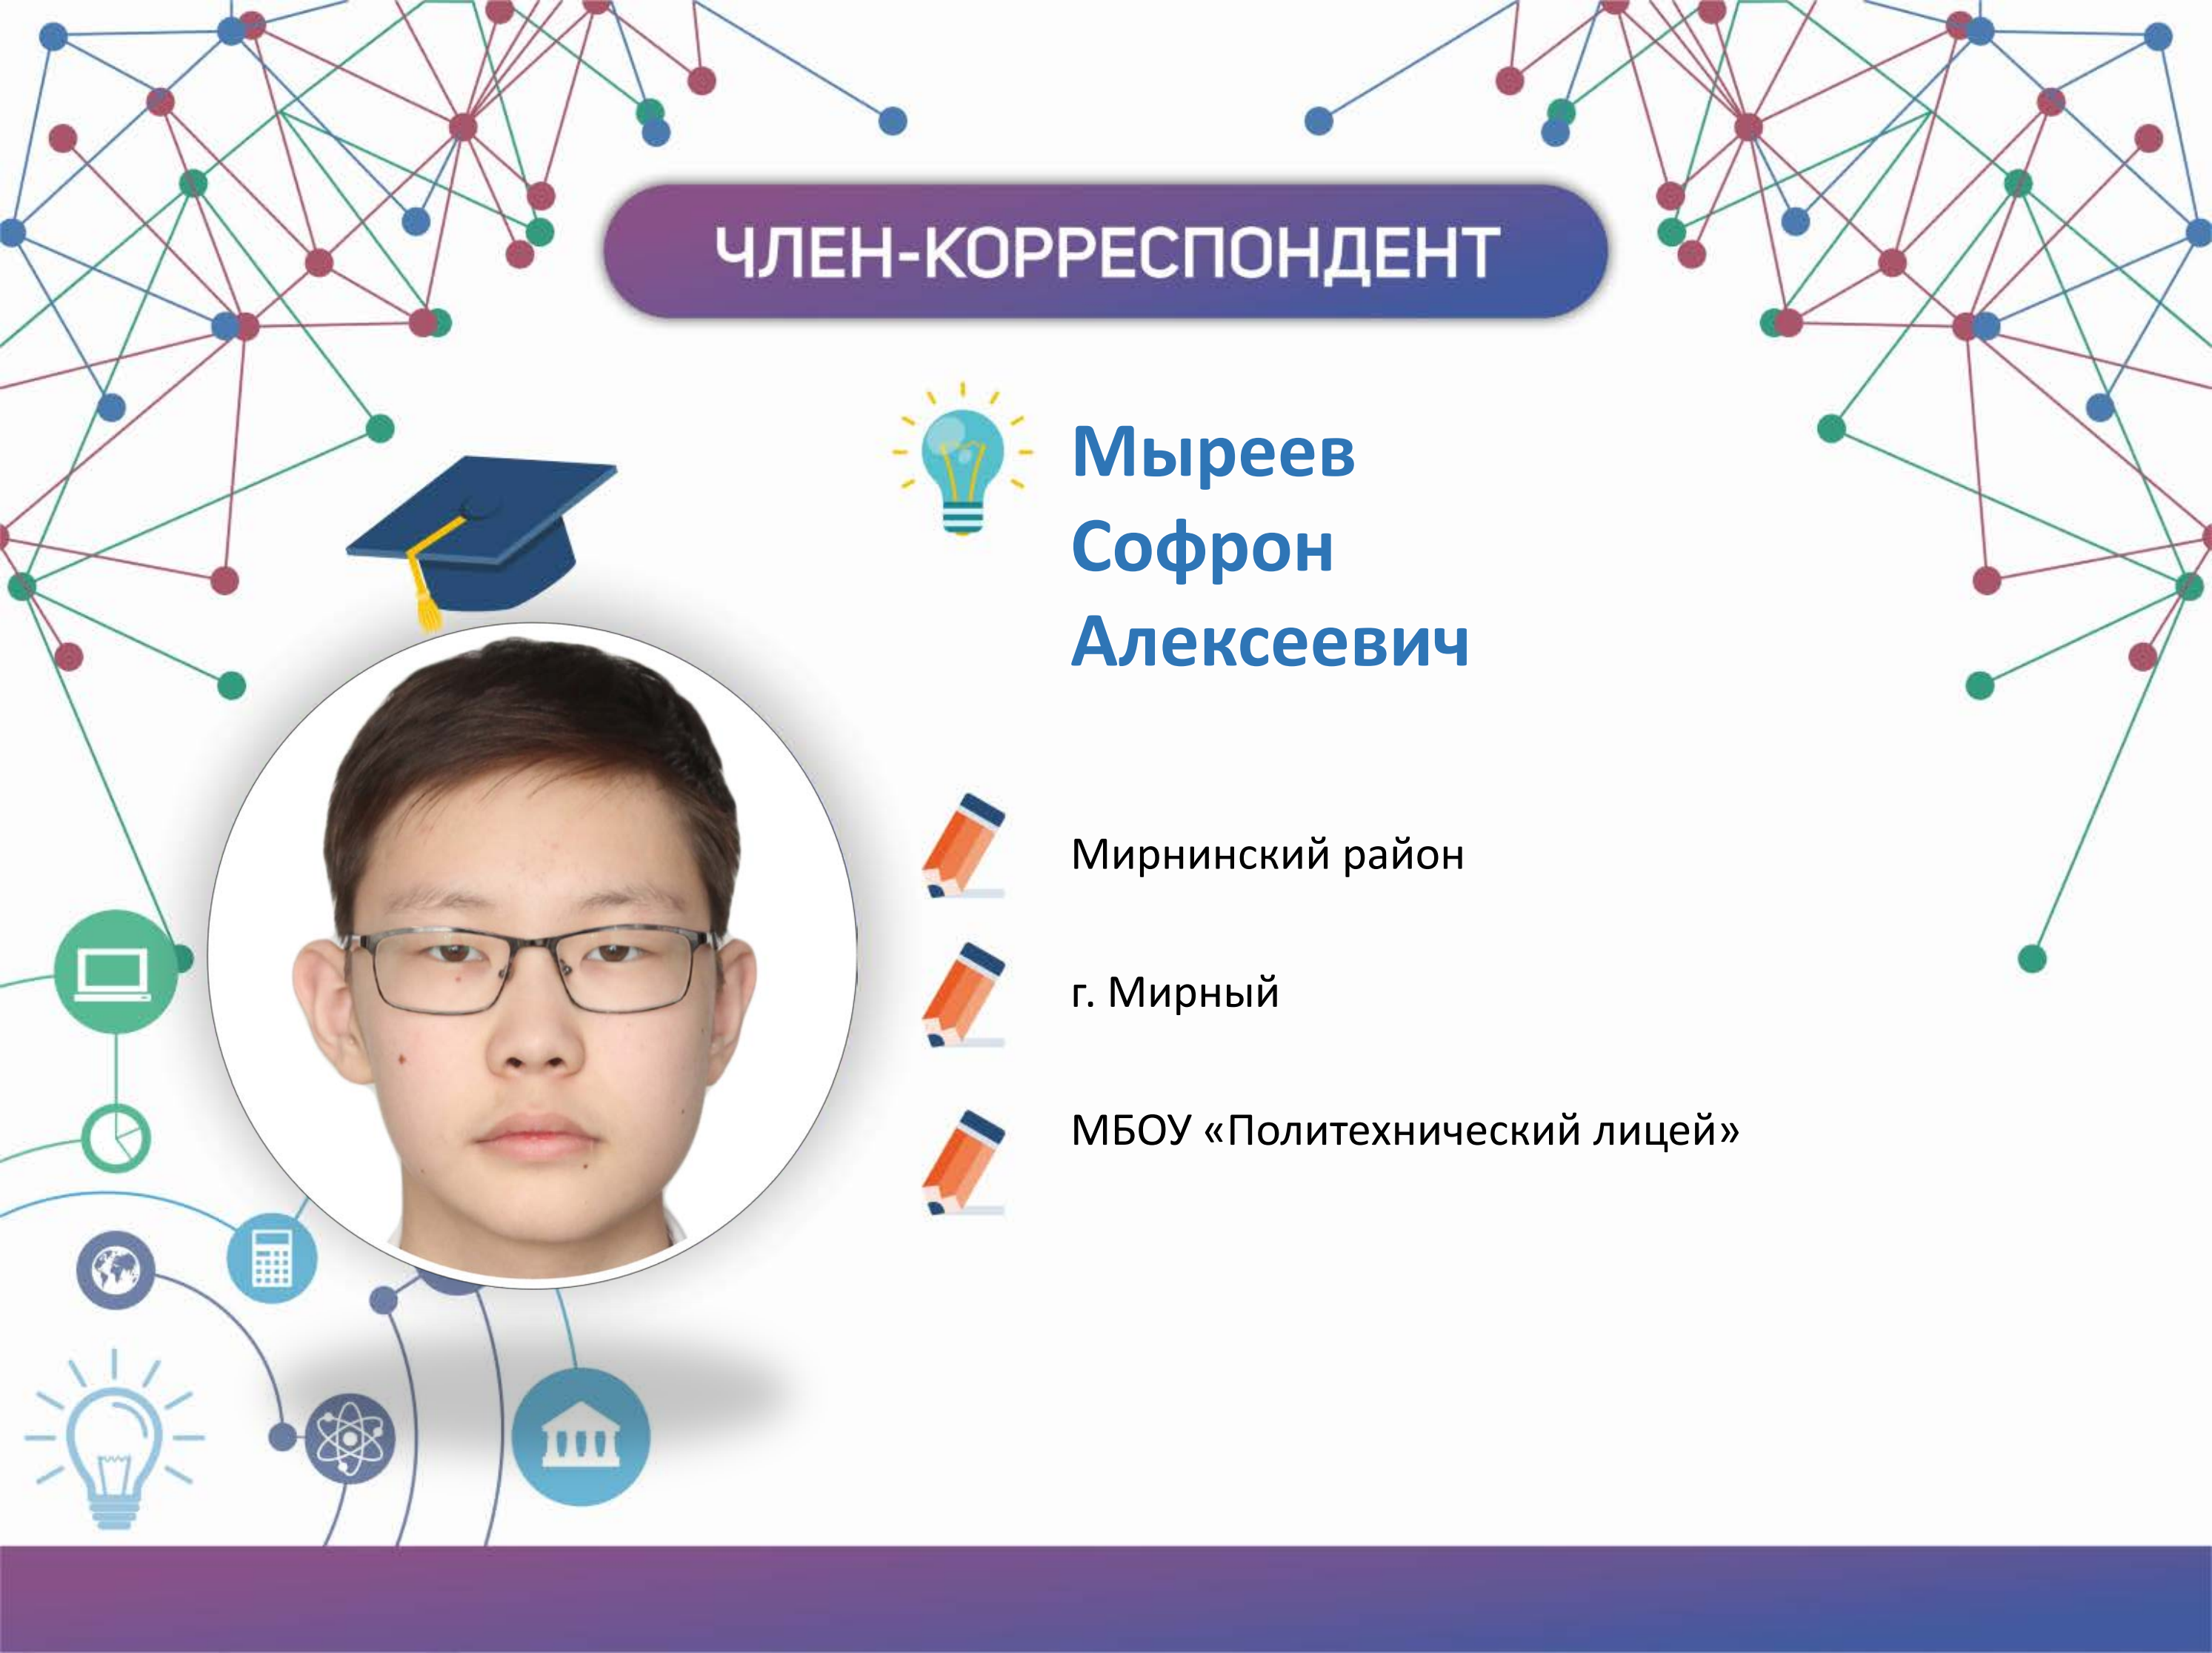 ЧЛЕН-КОРРЕСПОНДЕНТ
Мыреев
Софрон
Алексеевич
Мирнинский район
г. Мирный
МБОУ «Политехнический лицей»